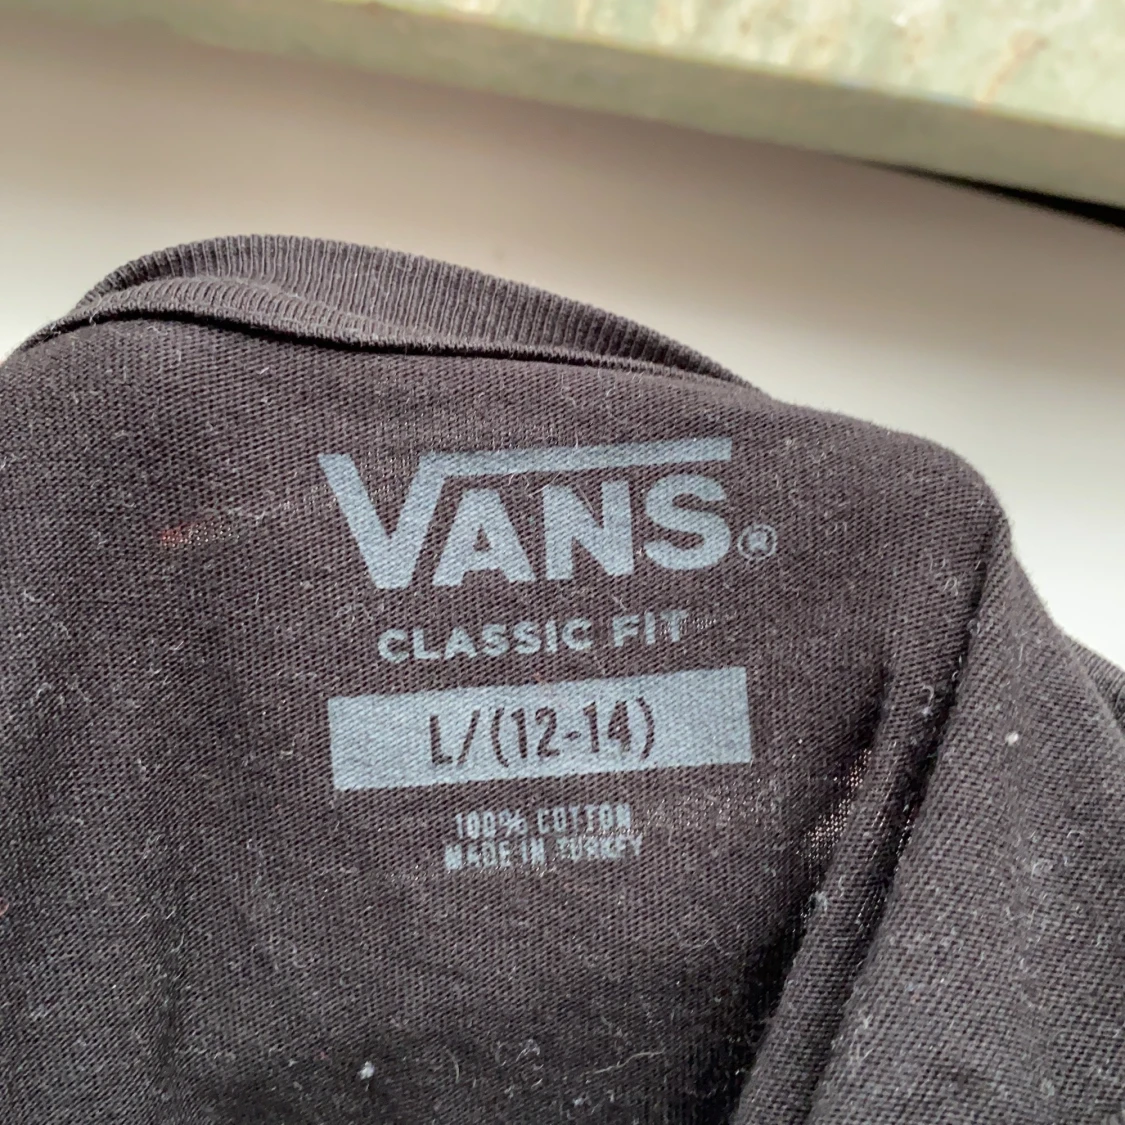 VANS®
CLASSIC FIT
L/(12-14)
100% COTTON
MADE IN TURKEY